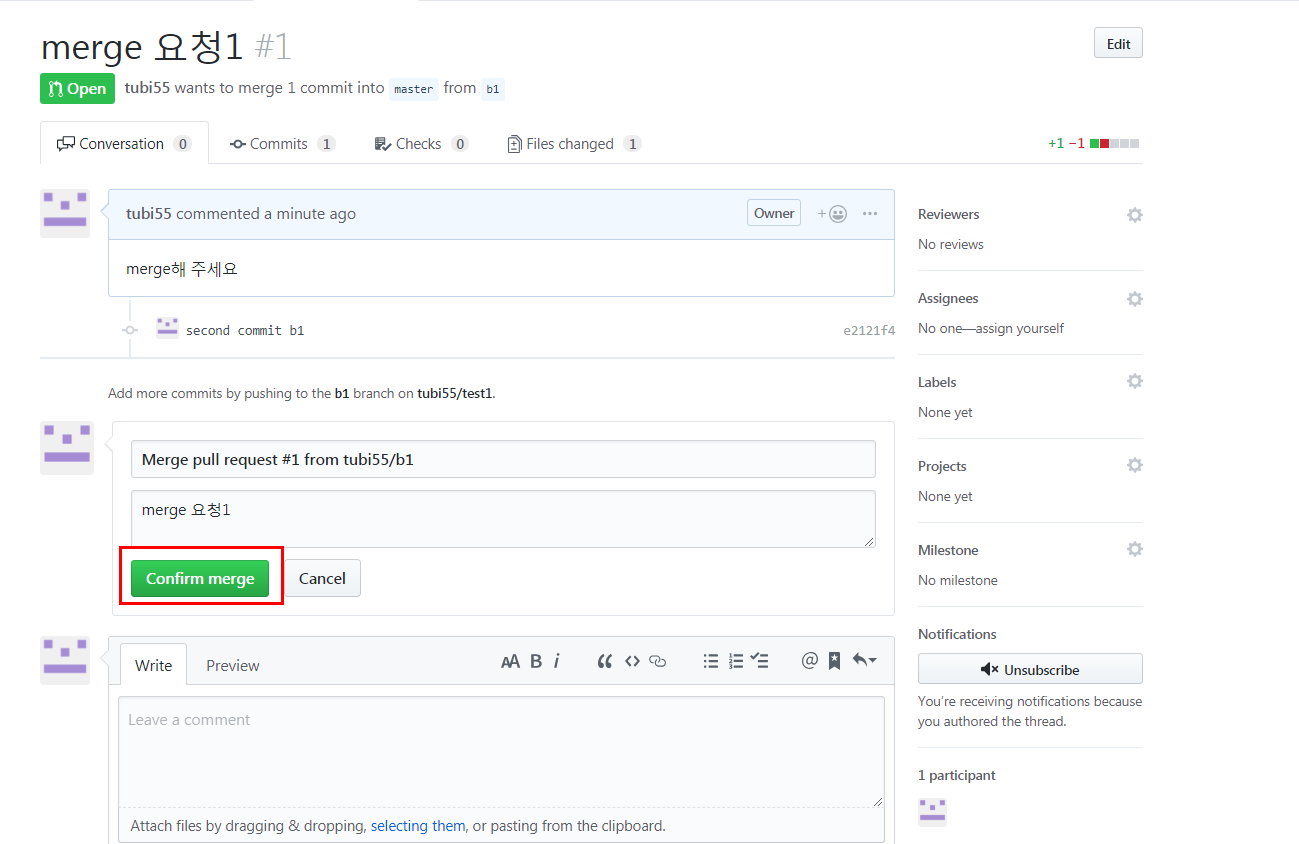 merge 요청1 #1
Edit
Open tubi55 wants to merge 1 commit into master from b1
Conversation 0 Commits 1 Checks 0 Files changed 1 +1 −1
tubi55 commented a minute ago Owner +
merge해 주세요
second commit b1 e2121f4
Add more commits by pushing to the b1 branch on tubi55/test1.
Merge pull request #1 from tubi55/b1
merge 요청1
Confirm merge Cancel
Write Preview AA B i
Leave a comment
Attach files by dragging & dropping, selecting them, or pasting from the clipboard.
Reviewers
No reviews
Assignees
No one—assign yourself
Labels
None yet
Projects
None yet
Milestone
No milestone
Notifications
Unsubscribe
You're receiving notifications because
you authored the thread.
1 participant